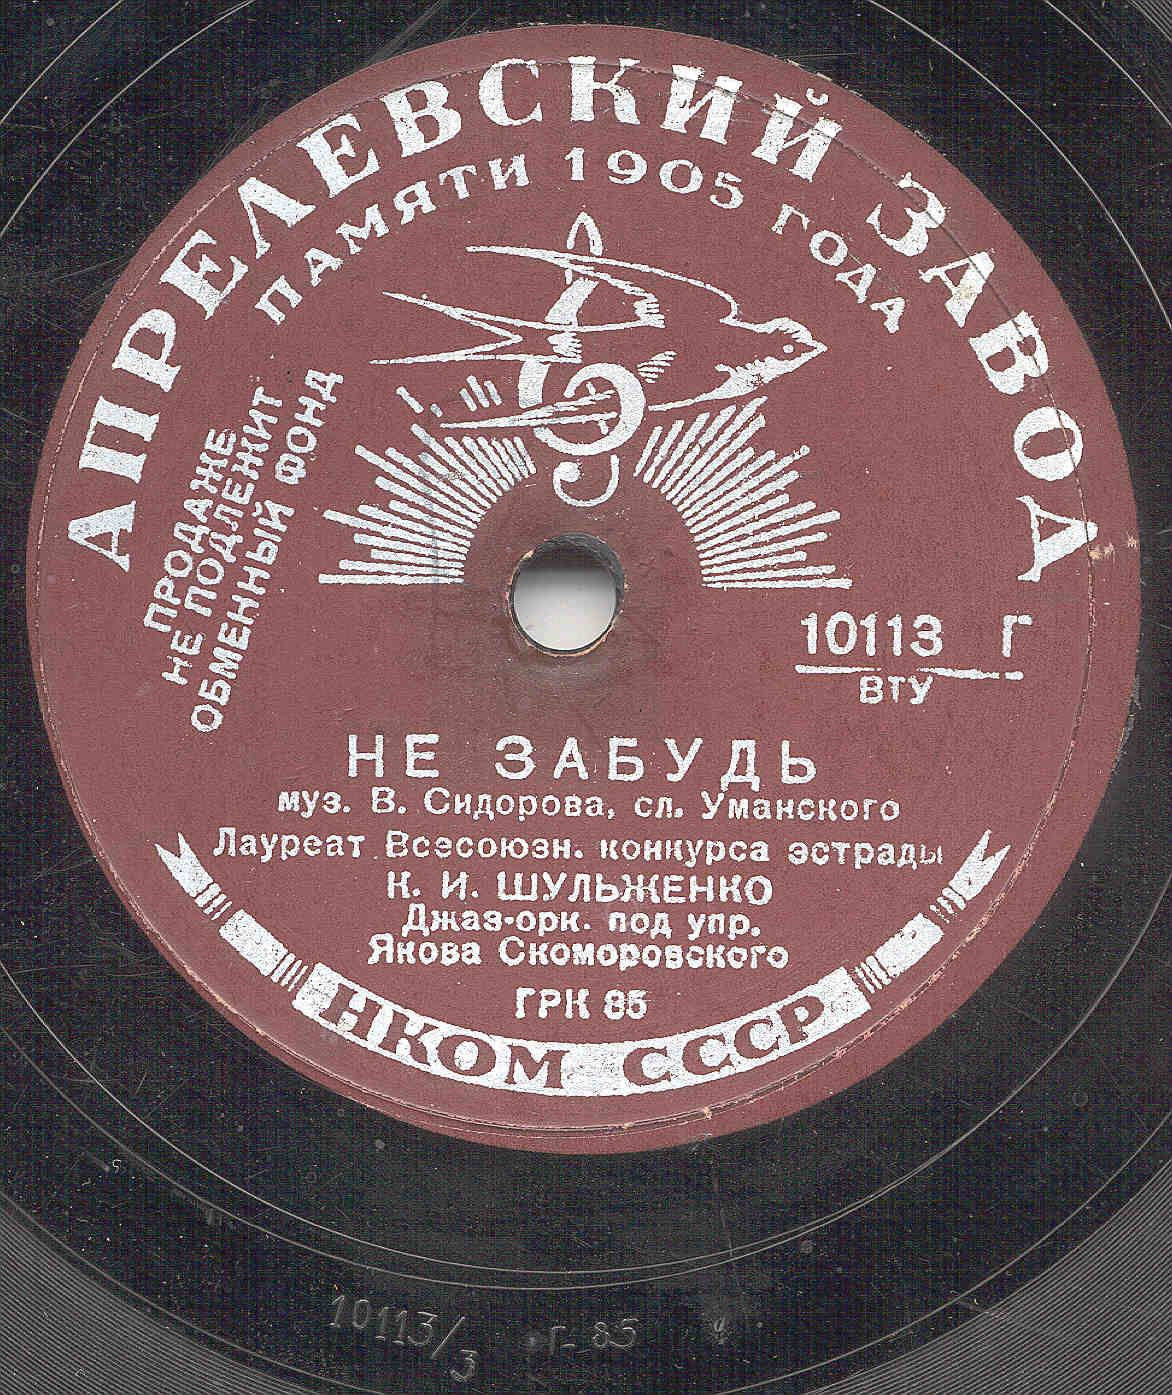 АПРЕЛЕВСКИЙ ЗАВОД
ПАМЯТИ 1905 ГОДА
ПРОДАЖЕ
НЕ ПОДЛЕЖИТ
ОБМЕННЫЙ ФОНД
10113 Г
ВТУ
НЕ ЗАБУДЬ
муз. В. Сидорова, сл. Уманского
Лауреат Всесоюзн. конкурса эстрады
К. И. ШУЛЬЖЕНКО
Джаз-орк. под упр.
Якова Скоморовского
ГРК 85
НКОМ СССР
10113/3 Г-85